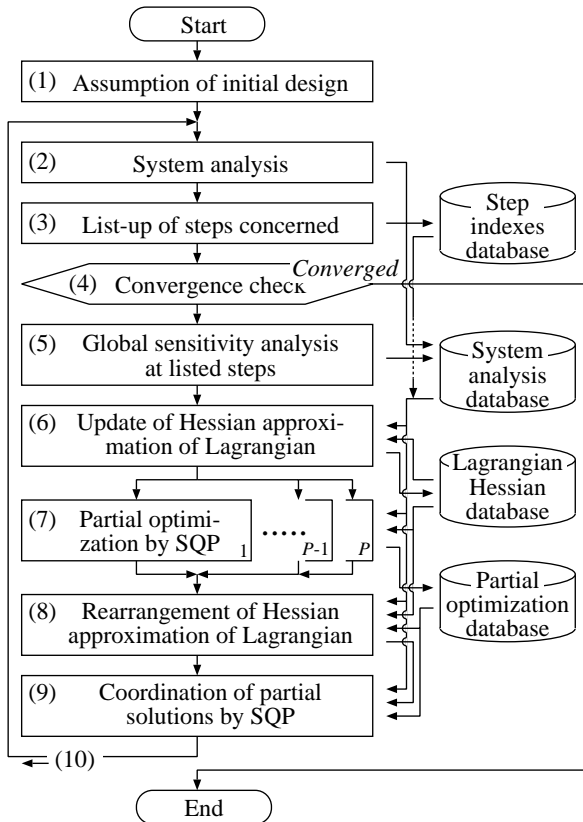 Start
(1) Assumption of initial design
(2) System analysis
(3) List-up of steps concerned
Step
indexes
database
Converged
(4) Convergence check
(5) Global sensitivity analysis
at listed steps
System
analysis
database
(6) Update of Hessian approxi-
mation of Lagrangian
Lagrangian
Hessian
database
(7) Partial optimi-
zation by SQP
1
.....
P-1
P
Partial
optimization
database
(8) Rearrangement of Hessian
approximation of Lagrangian
(9) Coordination of partial
solutions by SQP
(10)
End